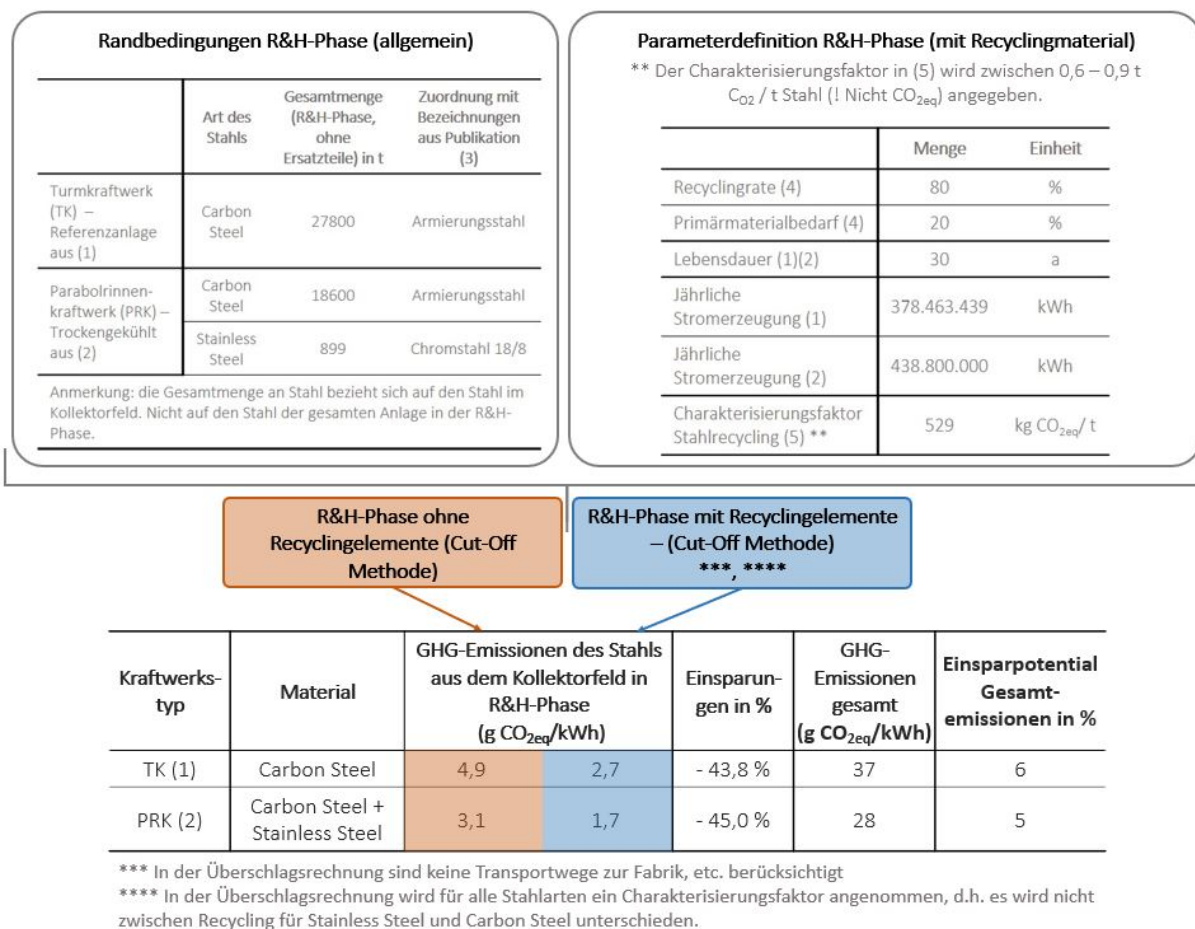 Randbedingungen R&H-Phase (allgemein)
Art des
Stahls
Gesamtmenge
(R&H-Phase,
ohne
Ersatzteile) in t
Zuordnung mit
Bezeichnungen
aus Publikation
(3)
Turmkraftwerk
(TK) –
Referenzanlage
aus (1)
Carbon
Steel
27800
Armierungsstahl
Parabolrinnen-
kraftwerk (PRK) –
Trockengekühlt
aus (2)
Carbon
Steel
18600
Armierungsstahl
Stainless
Steel
899
Chromstahl 18/8
Anmerkung: die Gesamtmenge an Stahl bezieht sich auf den Stahl im
Kollektorfeld. Nicht auf den Stahl der gesamten Anlage in der R&H-
Phase.
Parameterdefinition R&H-Phase (mit Recyclingmaterial)
** Der Charakterisierungsfaktor in (5) wird zwischen 0,6 – 0,9 t
CO2 / t Stahl (! Nicht CO2eq) angegeben.
Menge
Einheit
Recyclingrate (4)
80
%
Primärmaterialbedarf (4)
20
%
Lebensdauer (1)(2)
30
a
Jährliche
Stromerzeugung (1)
378.463.439
kWh
Jährliche
Stromerzeugung (2)
438.800.000
kWh
Charakterisierungsfaktor
Stahlrecycling (5) **
529
kg CO2eq/ t
R&H-Phase ohne
Recyclingelemente (Cut-Off
Methode)
R&H-Phase mit Recyclingelemente
– (Cut-Off Methode)
***, ****
Kraftwerks-
typ
Material
GHG-Emissionen des Stahls
aus dem Kollektorfeld in
R&H-Phase
(g CO2eq/kWh)
Einsparun-
gen in %
GHG-
Emissionen
gesamt
(g CO2eq/kWh)
Einsparpotential
Gesamt-
emissionen in %
TK (1)
Carbon Steel
4,9
2,7
- 43,8 %
37
6
PRK (2)
Carbon Steel +
Stainless Steel
3,1
1,7
- 45,0 %
28
5
*** In der Überschlagsrechnung sind keine Transportwege zur Fabrik, etc. berücksichtigt
**** In der Überschlagsrechnung wird für alle Stahlarten ein Charakterisierungsfaktor angenommen, d.h. es wird nicht
zwischen Recycling für Stainless Steel und Carbon Steel unterschieden.